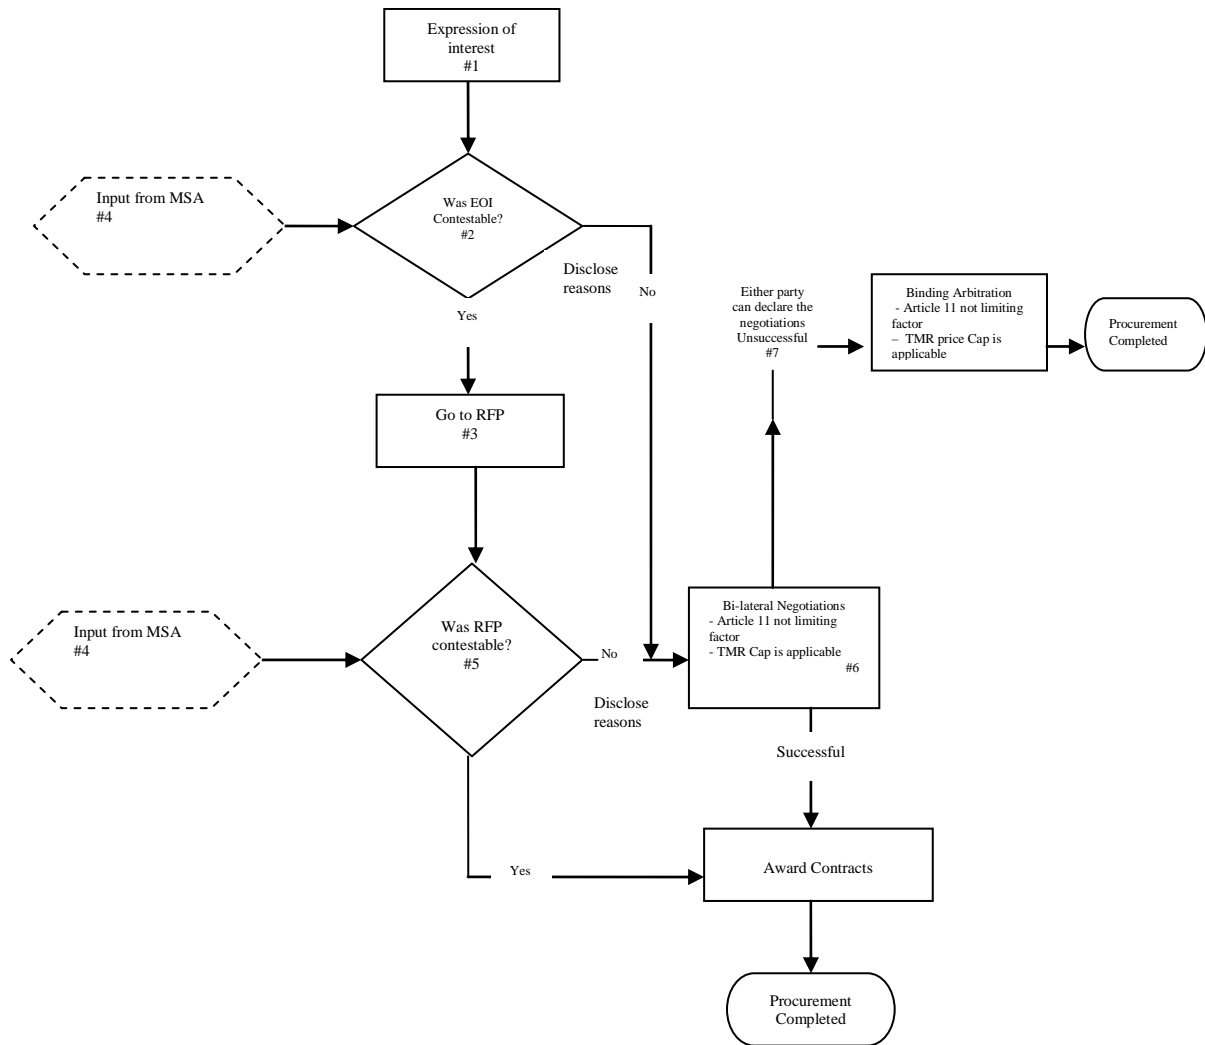 Expression of
interest
#1
Input from MSA
#4
Was EOI
Contestable?
#2
Disclose
reasons
No
Yes
Either party
can declare the
negotiations
Unsuccessful
#7
Binding Arbitration
- Article 11 not limiting
factor
– TMR price Cap is
applicable
Procurement
Completed
Go to RFP
#3
Input from MSA
#4
Was RFP
contestable?
#5
No
Disclose
reasons
Bi-lateral Negotiations
- Article 11 not limiting
factor
- TMR Cap is applicable
#6
Successful
Yes
Award Contracts
Procurement
Completed